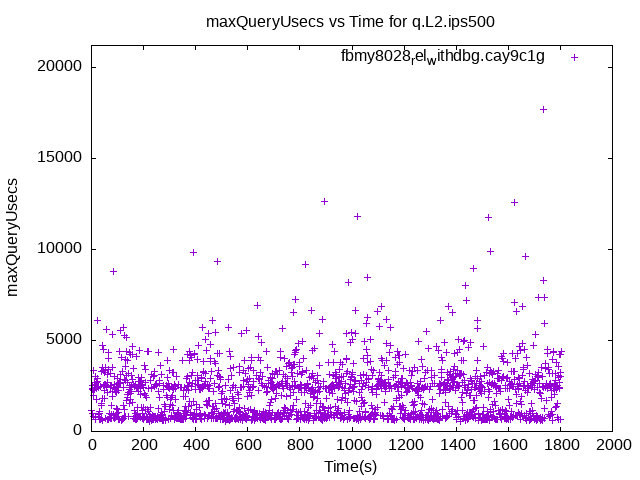 maxQueryUsecs vs Time for q.L2.ips500
fbmy8028relwithdbg.cay9c1g
20000
15000
10000
5000
0
maxQueryUsecs
0 200 400 600 800 1000 1200 1400 1600 1800 2000
Time(s)